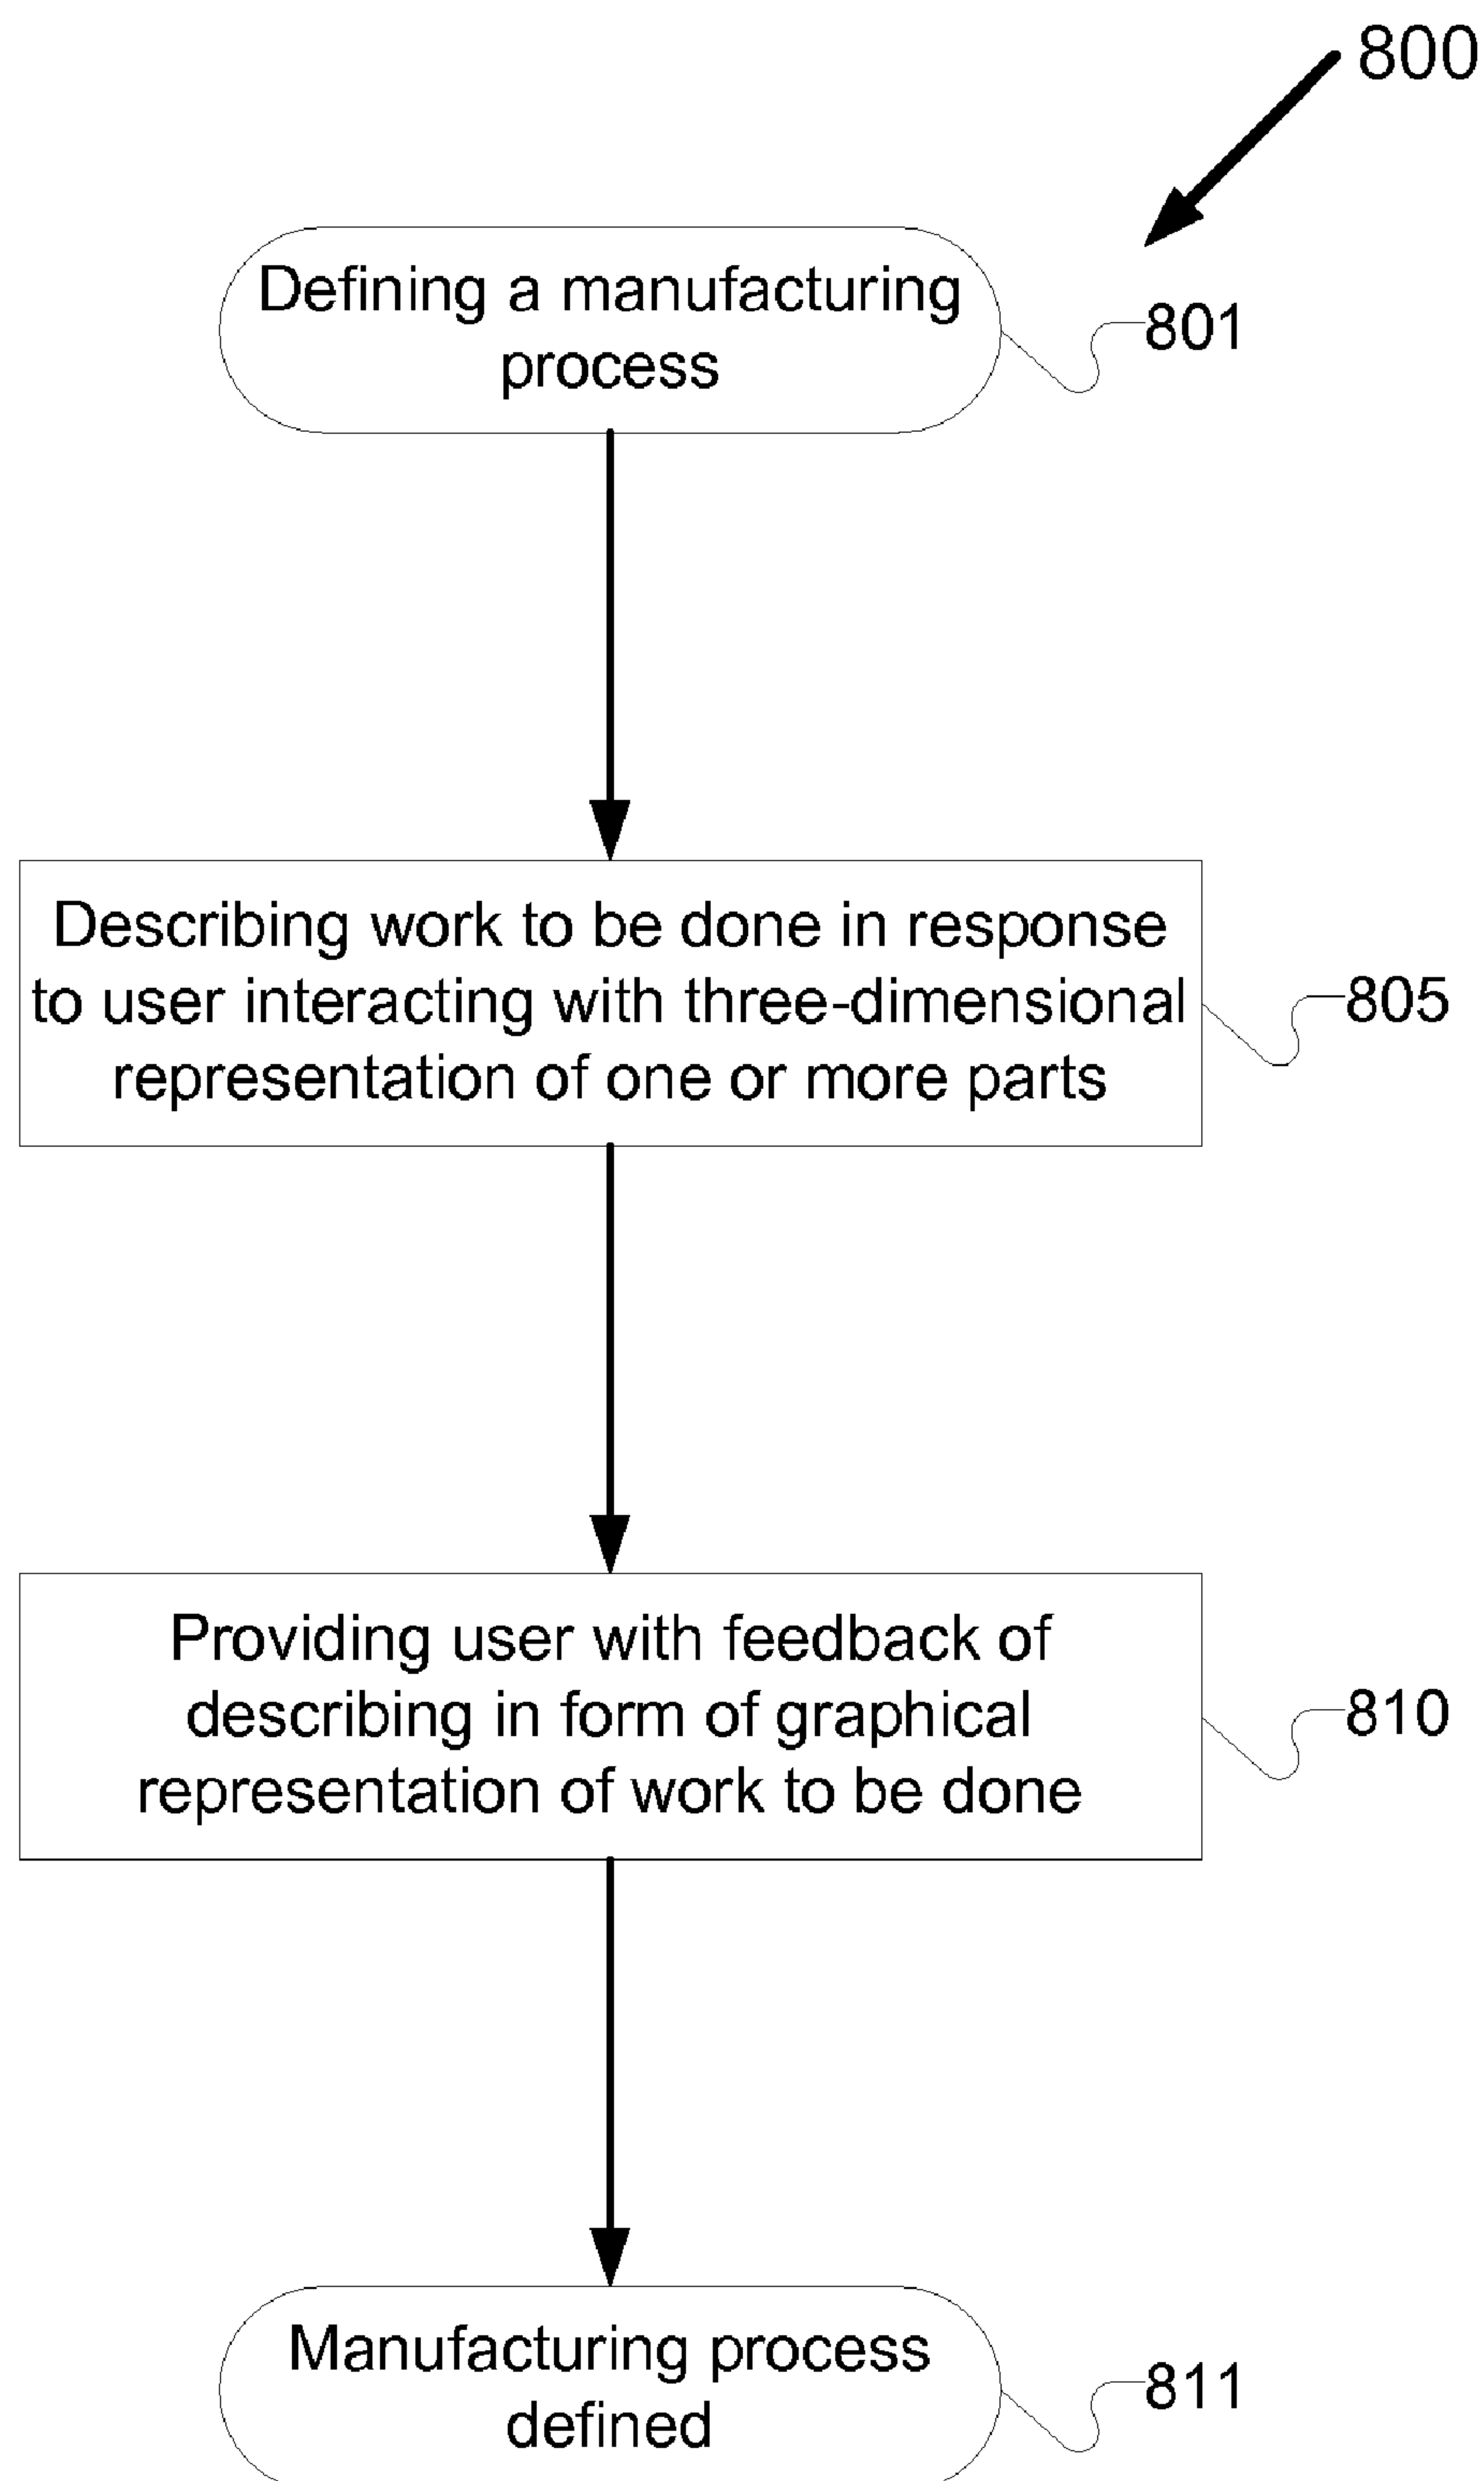 800
Defining a manufacturing
process
801
Describing work to be done in response
to user interacting with three-dimensional
representation of one or more parts
805
Providing user with feedback of
describing in form of graphical
representation of work to be done
810
Manufacturing process
defined
811